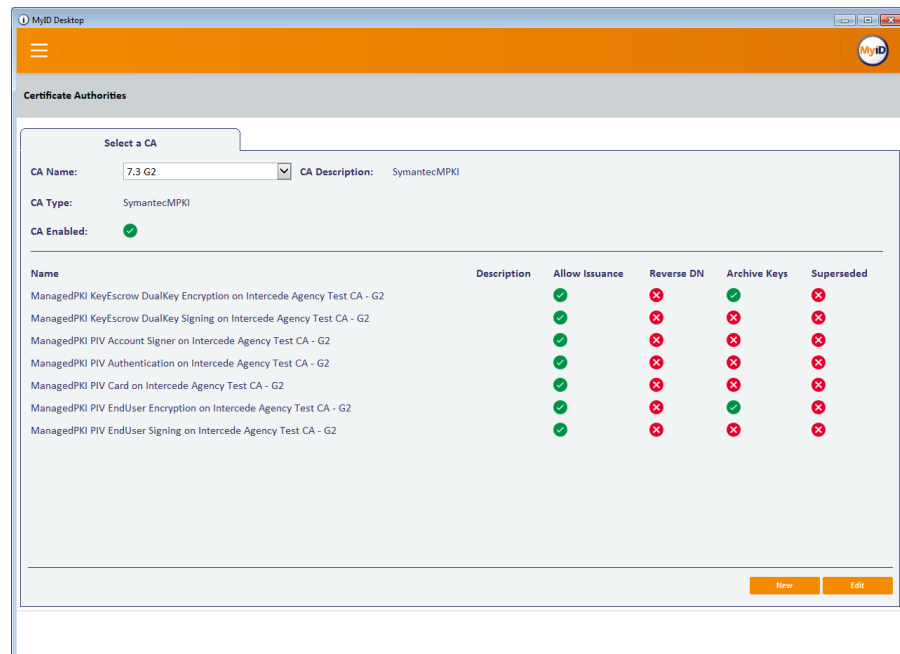 MyID Desktop
MyiD
Certificate Authorities
Select a CA
CA Name: 7.3 G2 CA Description: SymantecMPKI
CA Type: SymantecMPKI
CA Enabled:
Name Description Allow Issuance Reverse DN Archive Keys Superseded
ManagedPKI KeyEscrow DualKey Encryption on Intercede Agency Test CA - G2
ManagedPKI KeyEscrow DualKey Signing on Intercede Agency Test CA - G2
ManagedPKI PIV Account Signer on Intercede Agency Test CA - G2
ManagedPKI PIV Authentication on Intercede Agency Test CA - G2
ManagedPKI PIV Card on Intercede Agency Test CA - G2
ManagedPKI PIV EndUser Encryption on Intercede Agency Test CA - G2
ManagedPKI PIV EndUser Signing on Intercede Agency Test CA - G2
New Edit